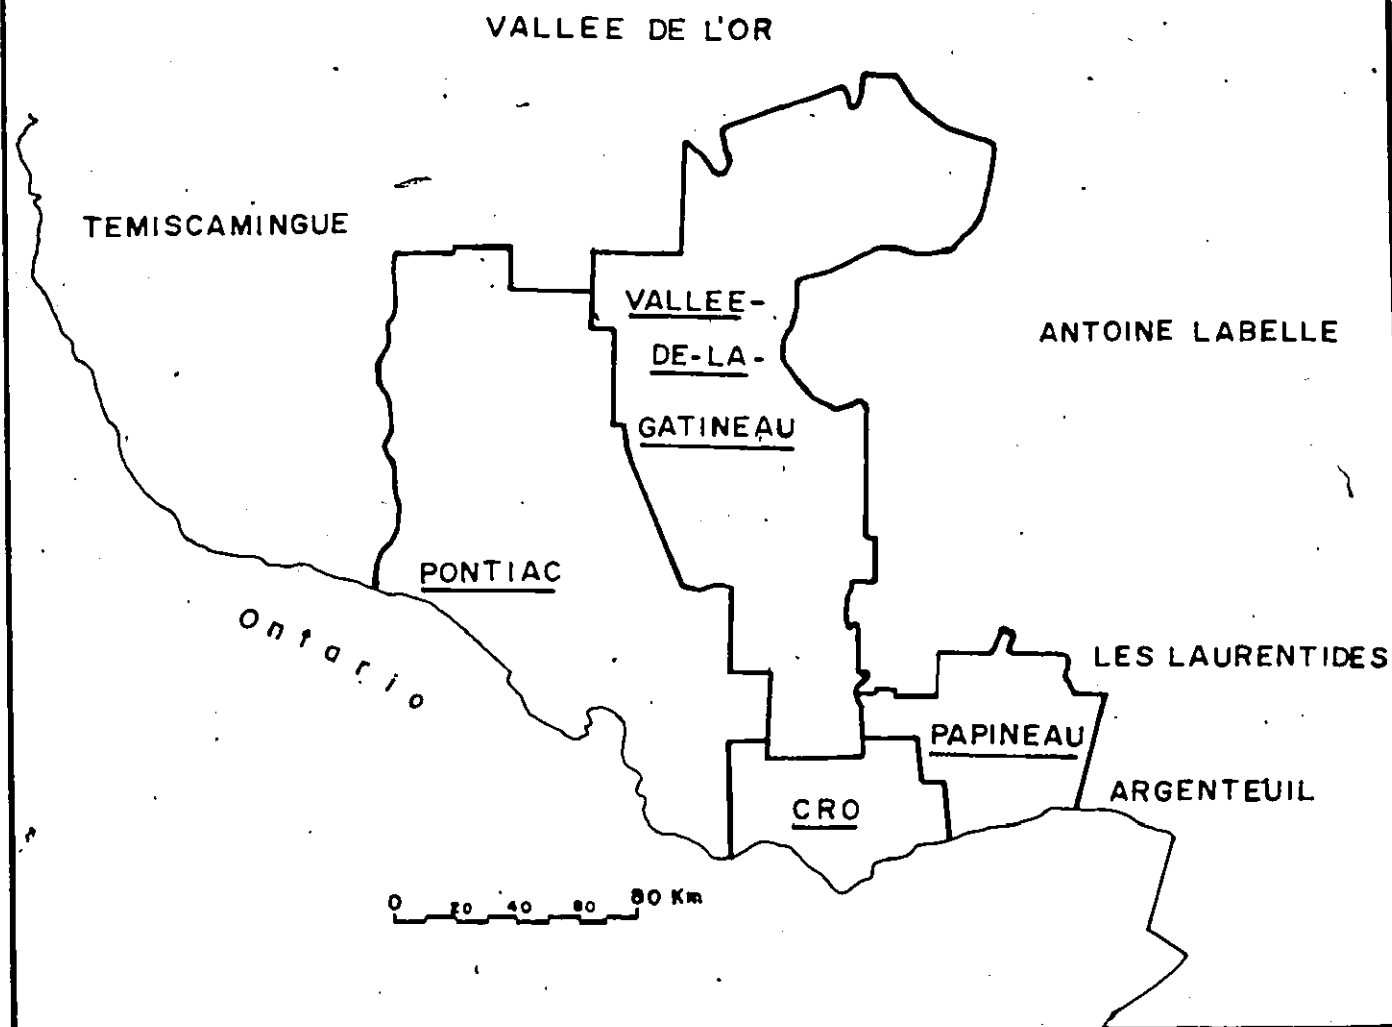 VALLEE DE L'OR
TEMISCAMINGUE
VALLEE-
DE-LA-
GATINEAU
ANTOINE LABELLE
PONTIAC
Ontario
LES LAURENTIDES
PAPINEAU
ARGENTEUIL
CRO
0 20 40 60 80 Km